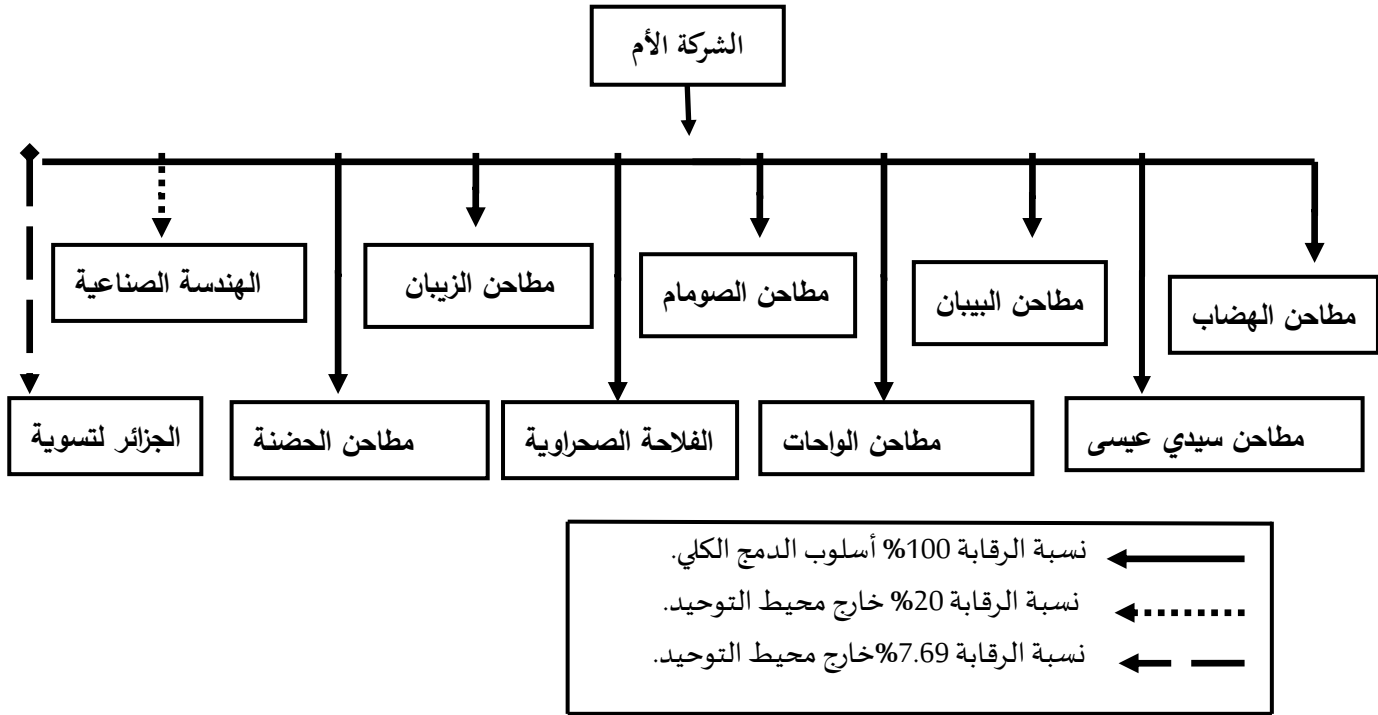 الشركة الأم
مطاحن الهضاب
مطاحن البيبان
مطاحن الصومام
مطاحن الزيبان
الهندسة الصناعية
مطاحن سيدي عيسى
مطاحن الواحات
الفلاحة الصحراوية
مطاحن الحضنة
الجزائر لتسوية
نسبة الرقابة 100% أسلوب الدمج الكلي.
نسبة الرقابة 20% خارج محيط التوحيد.
نسبة الرقابة 7.69%خارج محيط التوحيد.